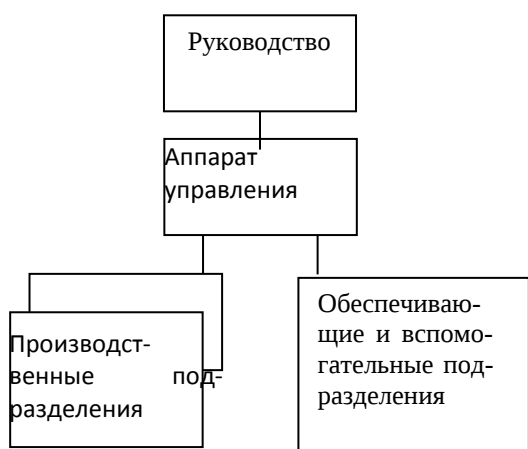 Руководство
Аппарат
управления
Производст-
венные под-
разделения
Обеспечиваю-
щие и вспомо-
гательные под-
разделения